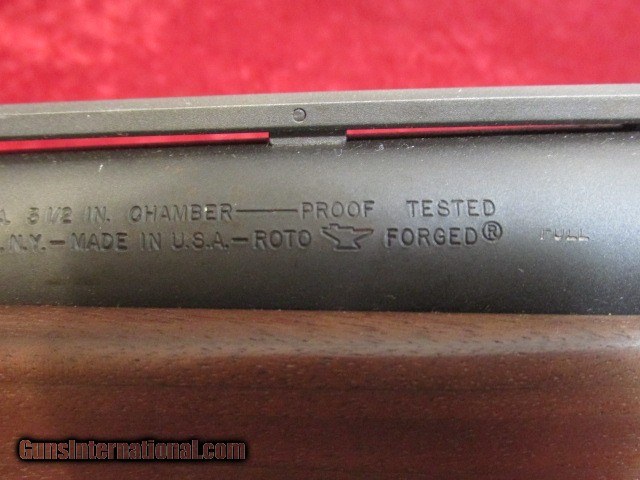 A. 3 1/2 IN. CHAMBER——PROOF TESTED
.N.Y.–MADE IN U.S.A.–ROTO FORGED® FULL
GunsInternational.com